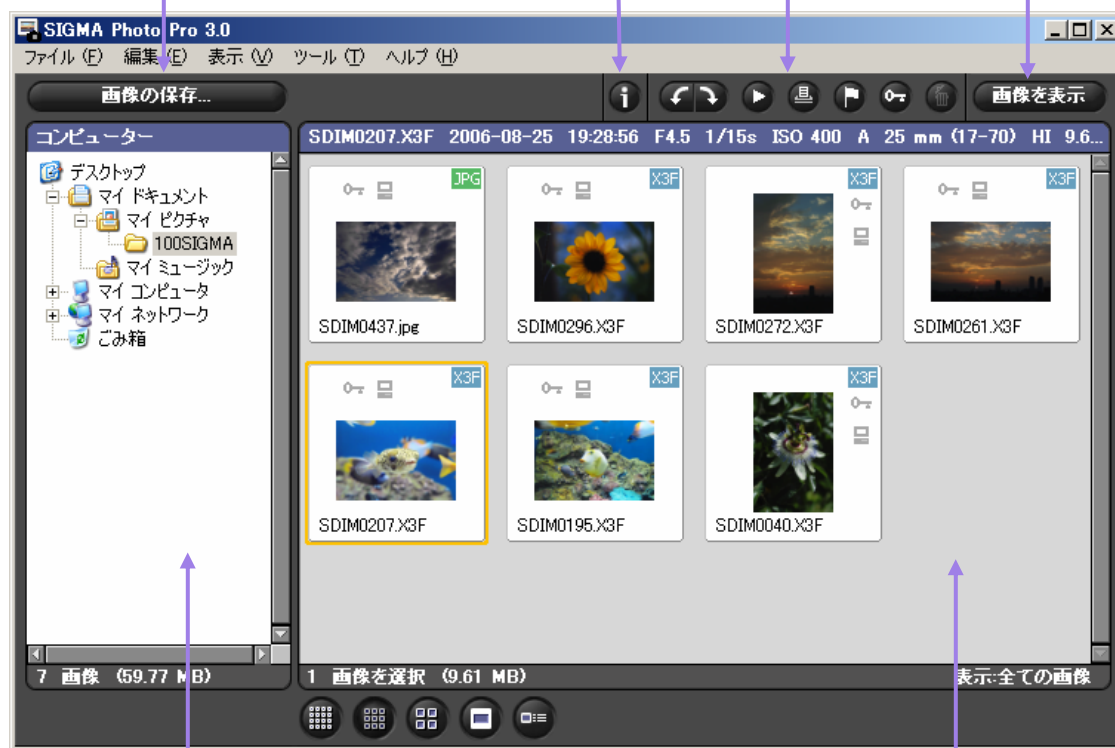 SIGMA Photo Pro 3.0
ファイル (F) 編集 (E) 表示 (V) ツール (T) ヘルプ (H)
画像の保存...
画像を表示
コンピューター
デスクトップ
マイ ドキュメント
マイ ピクチャ
100SIGMA
マイ ミュージック
マイ コンピュータ
マイ ネットワーク
ごみ箱
7 画像 (59.77 MB)
SDIM0207.X3F 2006-08-25 19:28:56 F4.5 1/15s ISO 400 A 25 mm (17-70) HI 9.6...
JPG
X3F
X3F
X3F
SDIM0437.jpg
SDIM0296.X3F
SDIM0272.X3F
SDIM0261.X3F
X3F
X3F
X3F
SDIM0207.X3F
SDIM0195.X3F
SDIM0040.X3F
1 画像を選択 (9.61 MB)
表示:全ての画像